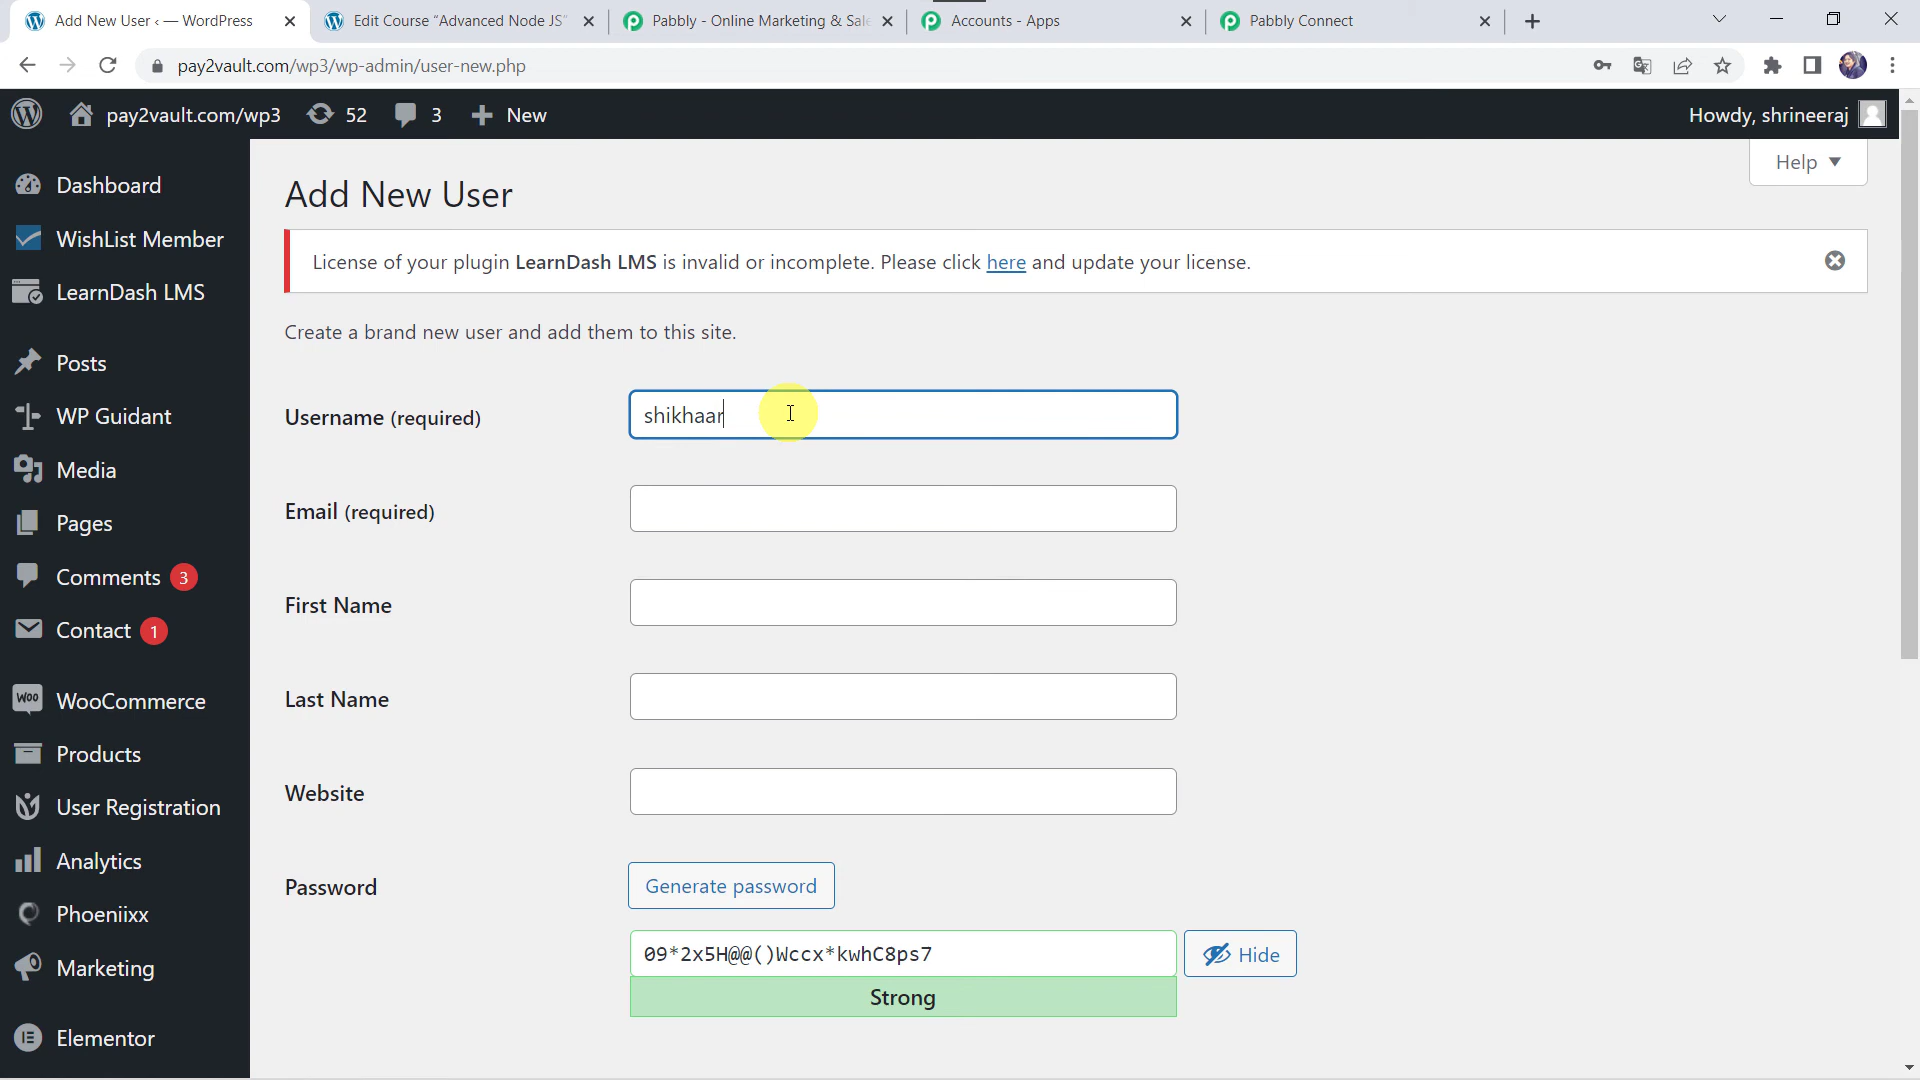 Add New User ‹ — WordPress
Edit Course "Advanced Node JS"
Pabbly - Online Marketing & Sale
Accounts - Apps
Pabbly Connect
pay2vault.com/wp3/wp-admin/user-new.php
pay2vault.com/wp3
52
3
New
Howdy, shrineeraj
Help
Dashboard
WishList Member
LearnDash LMS
Posts
WP Guidant
Media
Pages
Comments 3
Contact 1
WooCommerce
Products
User Registration
Analytics
Phoeniixx
Marketing
Elementor
Add New User
License of your plugin LearnDash LMS is invalid or incomplete. Please click here and update your license.
Create a brand new user and add them to this site.
Username (required)
shikhaar
Email (required)
First Name
Last Name
Website
Password
Generate password
09*2x5H@@()Wccx*kwhC8ps7
Hide
Strong